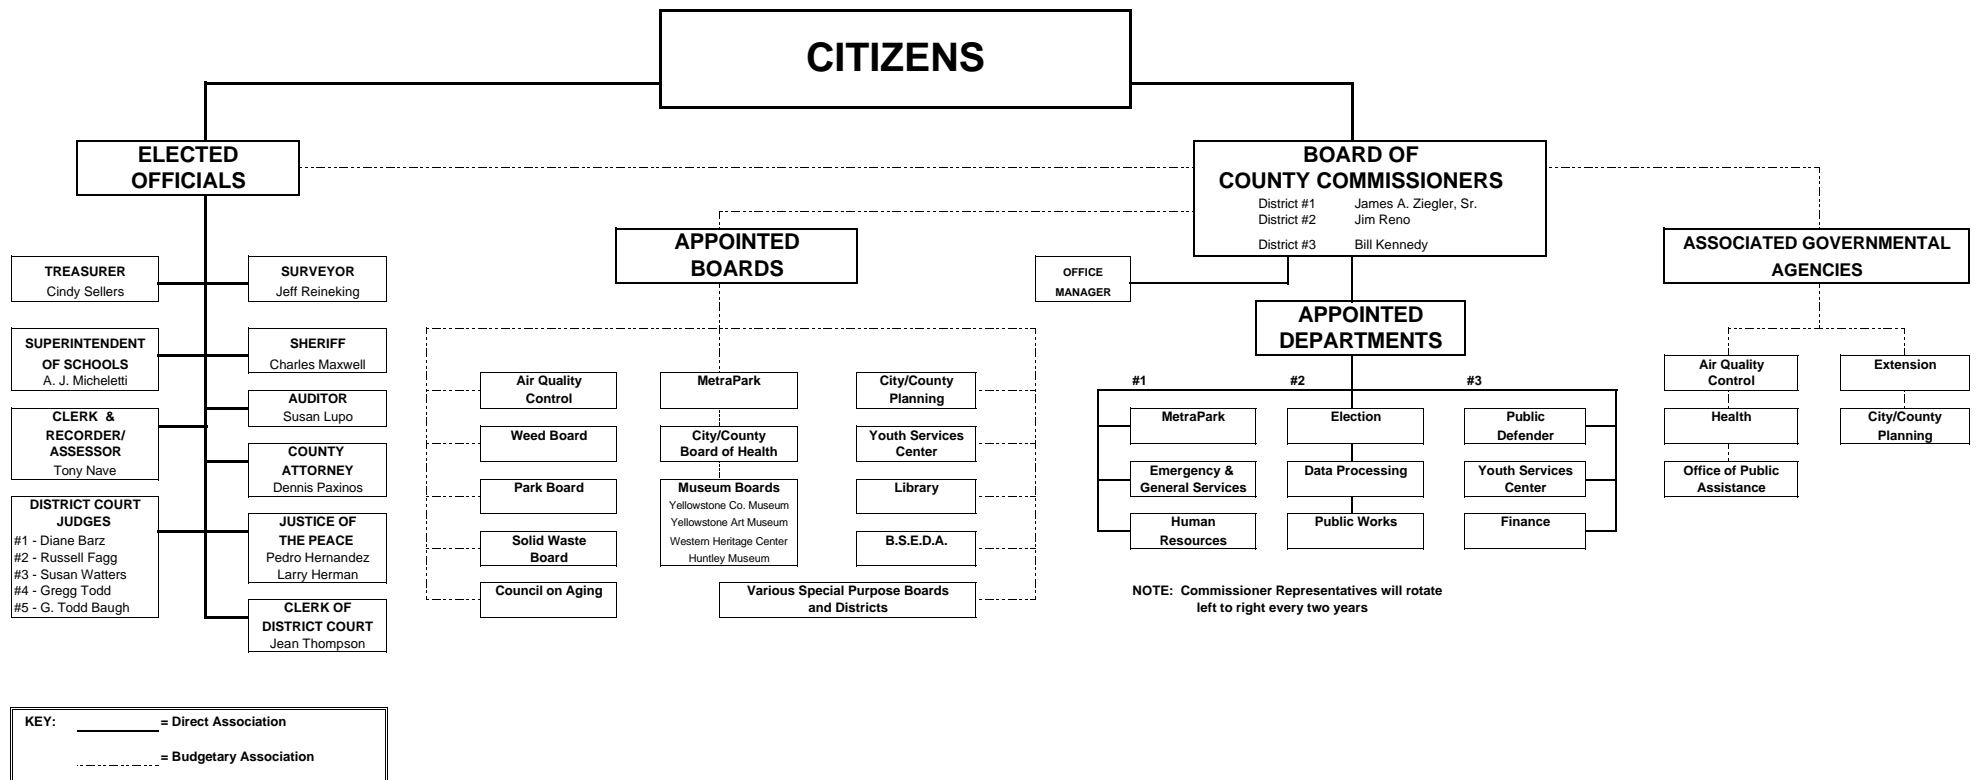 CITIZENS
ELECTED
OFFICIALS
BOARD OF
COUNTY COMMISSIONERS
District #1 James A. Ziegler, Sr.
District #2 Jim Reno
District #3 Bill Kennedy
APPOINTED
BOARDS
ASSOCIATED GOVERNMENTAL
AGENCIES
OFFICE
MANAGER
APPOINTED
DEPARTMENTS
TREASURER
Cindy Sellers
SURVEYOR
Jeff Reineking
SUPERINTENDENT
OF SCHOOLS
A. J. Micheletti
SHERIFF
Charles Maxwell
CLERK &
RECORDER/
ASSESSOR
Tony Nave
AUDITOR
Susan Lupo
COUNTY
ATTORNEY
Dennis Paxinos
DISTRICT COURT
JUDGES
#1 - Diane Barz
#2 - Russell Fagg
#3 - Susan Watters
#4 - Gregg Todd
#5 - G. Todd Baugh
JUSTICE OF
THE PEACE
Pedro Hernandez
Larry Herman
CLERK OF
DISTRICT COURT
Jean Thompson
Air Quality
Control
Weed Board
Park Board
Solid Waste
Board
Council on Aging
MetraPark
City/County
Board of Health
Museum Boards
Yellowstone Co. Museum
Yellowstone Art Museum
Western Heritage Center
Huntley Museum
City/County
Planning
Youth Services
Center
Library
B.S.E.D.A.
Various Special Purpose Boards
and Districts
#1 #2 #3
MetraPark
Emergency &
General Services
Human
Resources
Election
Data Processing
Public Works
Public
Defender
Youth Services
Center
Finance
NOTE: Commissioner Representatives will rotate
left to right every two years
Air Quality
Control
Health
Office of Public
Assistance
Extension
City/County
Planning
KEY: = Direct Association
= Budgetary Association